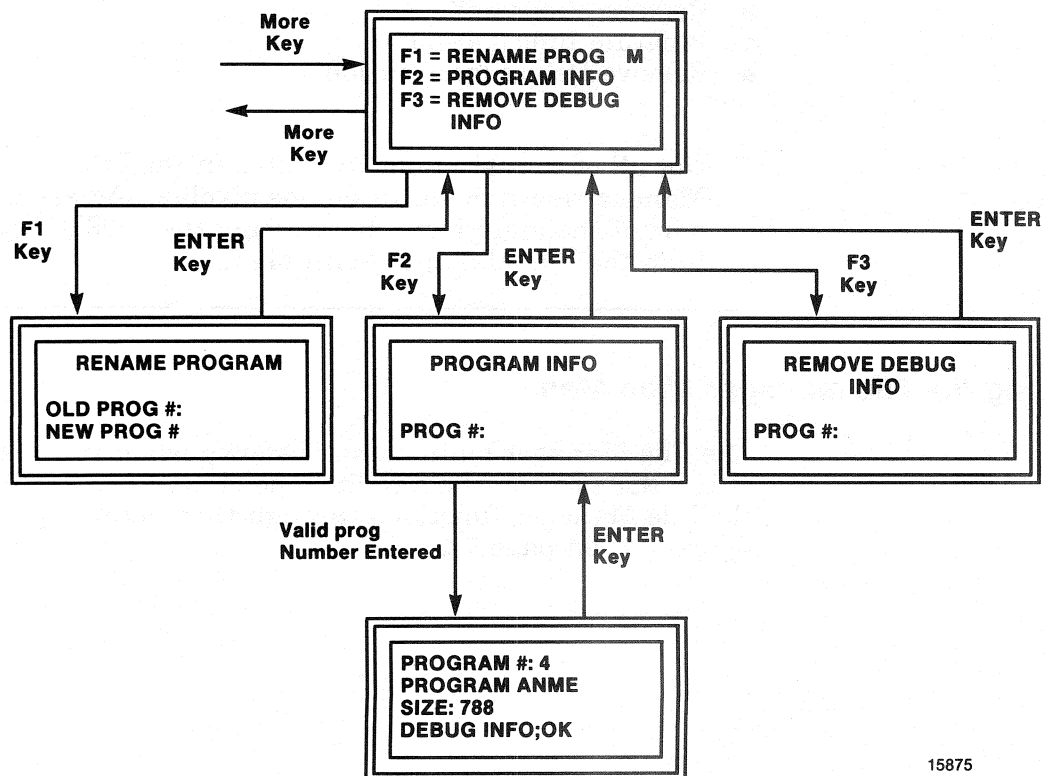 More
Key
F1 = RENAME PROG M
F2 = PROGRAM INFO
F3 = REMOVE DEBUG
INFO
More
Key
F1
Key
ENTER
Key
F2
Key
ENTER
Key
F3
Key
ENTER
Key
RENAME PROGRAM
OLD PROG #:
NEW PROG #
PROGRAM INFO
PROG #:
REMOVE DEBUG
INFO
PROG #:
Valid prog
Number Entered
ENTER
Key
PROGRAM #: 4
PROGRAM ANME
SIZE: 788
DEBUG INFO;OK
15875